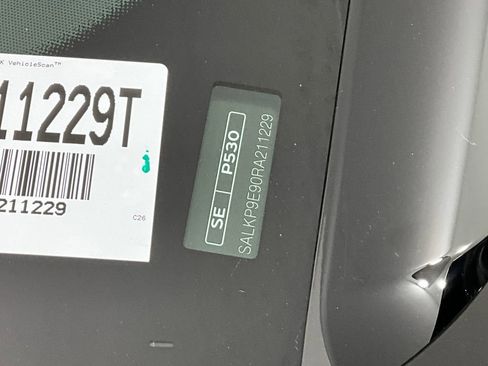 K VehicleScan™
11229T
211229
C26
SE | P530
SALKP9E90RA211229